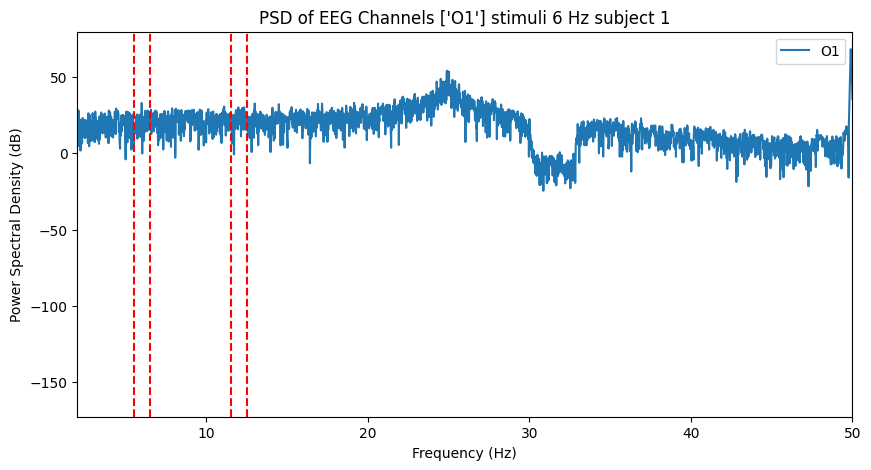 PSD of EEG Channels ['O1'] stimuli 6 Hz subject 1
O1
Power Spectral Density (dB)
50
0
−50
−100
−150
10
20
30
40
50
Frequency (Hz)